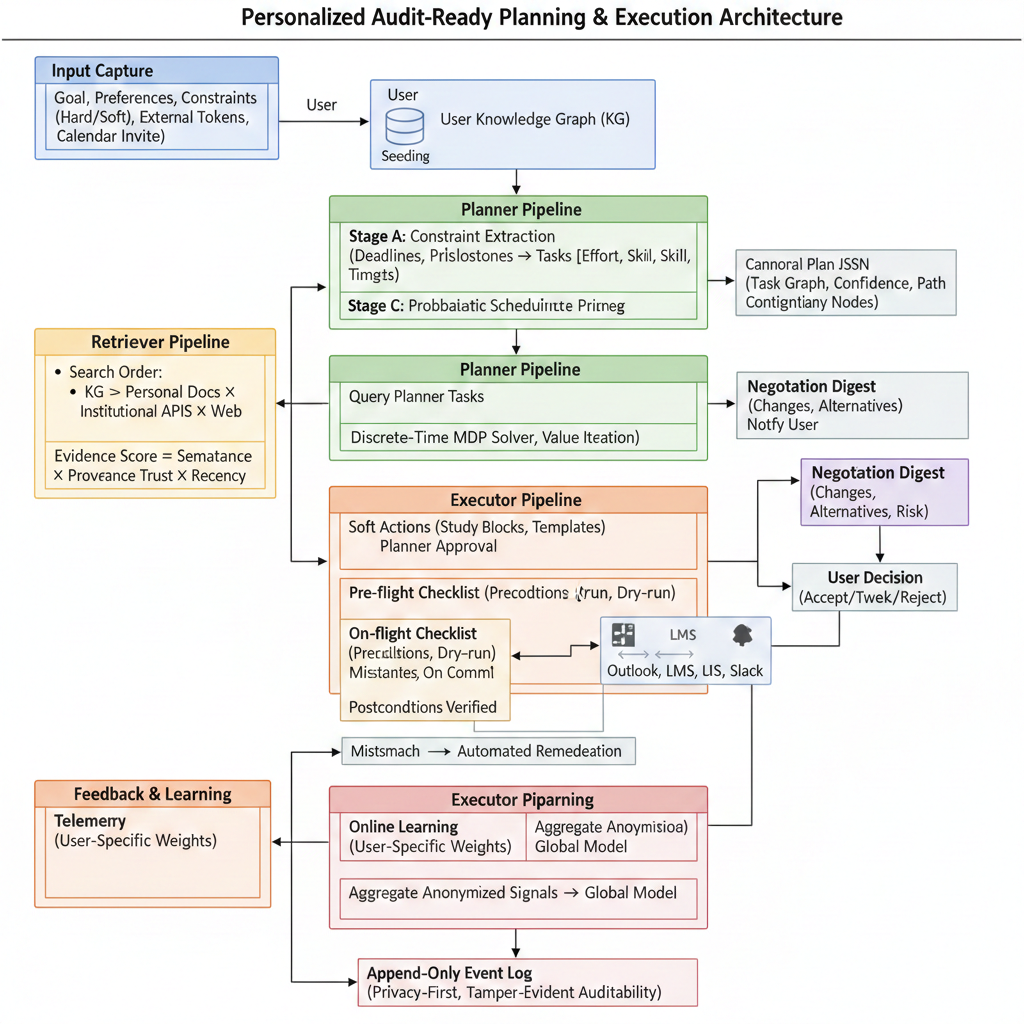 Personalized Audit-Ready Planning & Execution Architecture
Input Capture
Goal, Preferences, Constraints
(Hard/Soft), External Tokens,
Calendar Invite)
User
User
User Knowledge Graph (KG)
Seeding
Planner Pipeline
Stage A: Constraint Extraction
(Deadlines, Prislostones → Tasks [Effort, Skil, Skill,
Timgts)
Stage C: Probbaiatic Scheduinte Primeg
Cannoral Plan JSSN
(Task Graph, Confidence, Path
Contigntiany Nodes)
Retriever Pipeline
• Search Order:
• KG > Personal Docs ×
Institutional APIS × Web
Evidence Score = Sematance
× Proveance Trust × Recency
Planner Pipeline
Query Planner Tasks
Discrete-Time MDP Solver, Value Iteation)
Negotation Digest
(Changes, Alternatives)
Notfy User
Executor Pipeline
Soft Actions (Study Blocks, Templates)
Planner Approval
Negotation Digest
(Changes,
Alternatives, Risk)
User Decision
(Accept/Twek/Reject)
Pre-flight Checklist (Precodtions run, Dry-run)
On-flight Checklist
(Precalltions, Dry-run)
Mistantes, On Comml
Postcondtions Verified
LMS
Outlook, LMS, LIS, Slack
Mistsmach → Automated Remedeation
Feedback & Learning
Telemerry
(User-Specific Weights)
Executor Piparning
Online Learning
(User-Specific Weights)
Aggregate Anoymisioa)
Global Model
Aggregate Anonymized Signals → Global Model
Append-Only Event Log
(Privacy-First, Tamper-Evident Auditability)